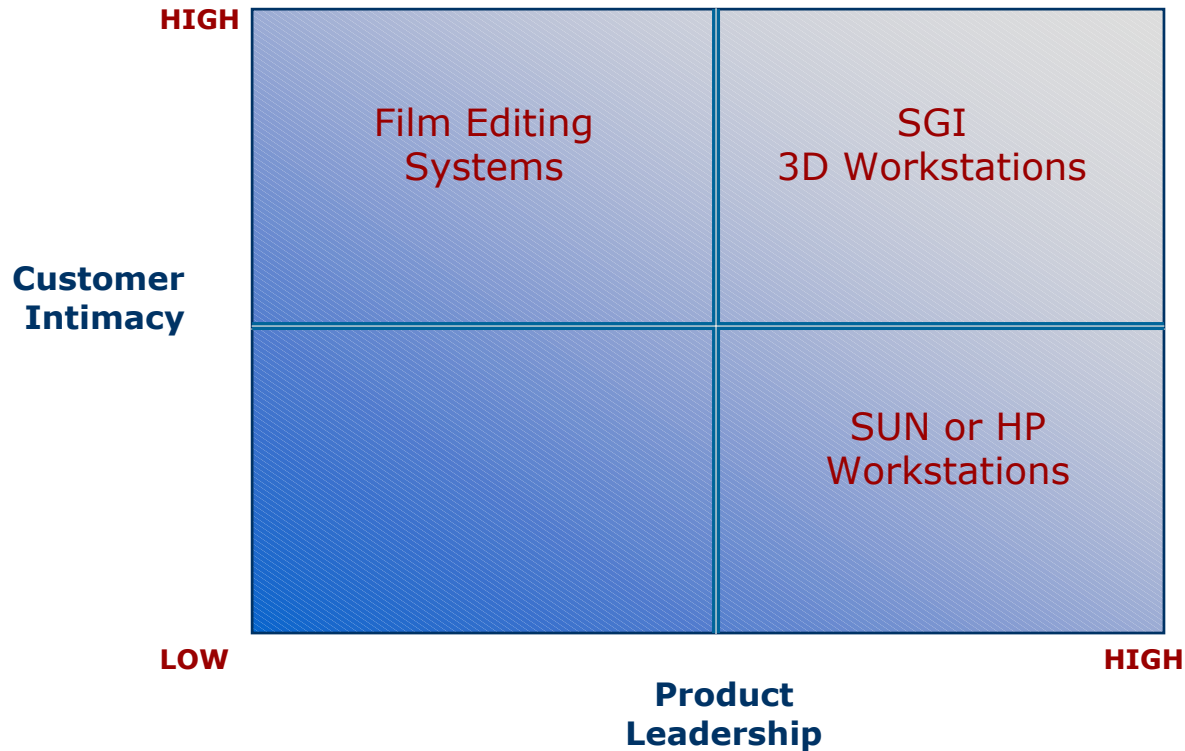 HIGH
Film Editing
Systems
SGI
3D Workstations
Customer
Intimacy
SUN or HP
Workstations
LOW
HIGH
Product
Leadership